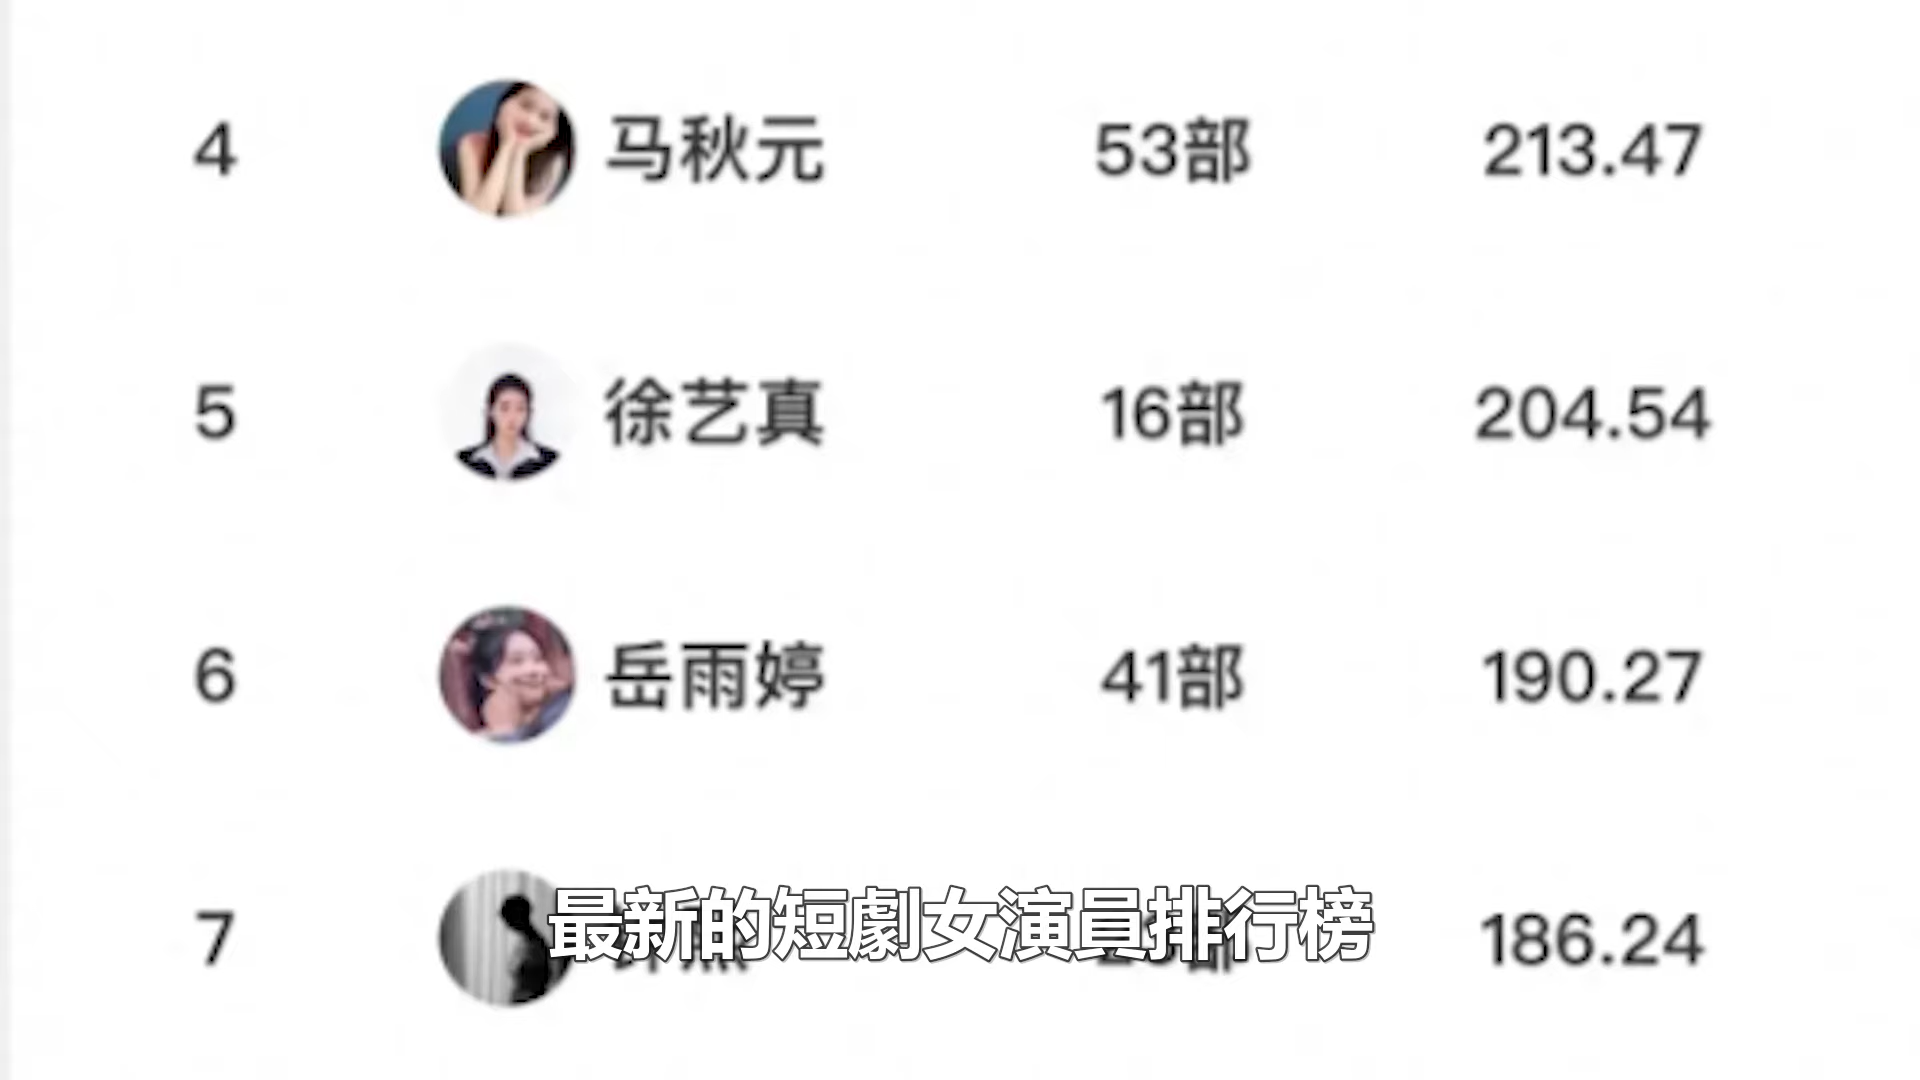 4 马秋元 53部 213.47
5 徐艺真 16部 204.54
6 岳雨婷 41部 190.27
7 186.24
最新的短劇女演員排行榜